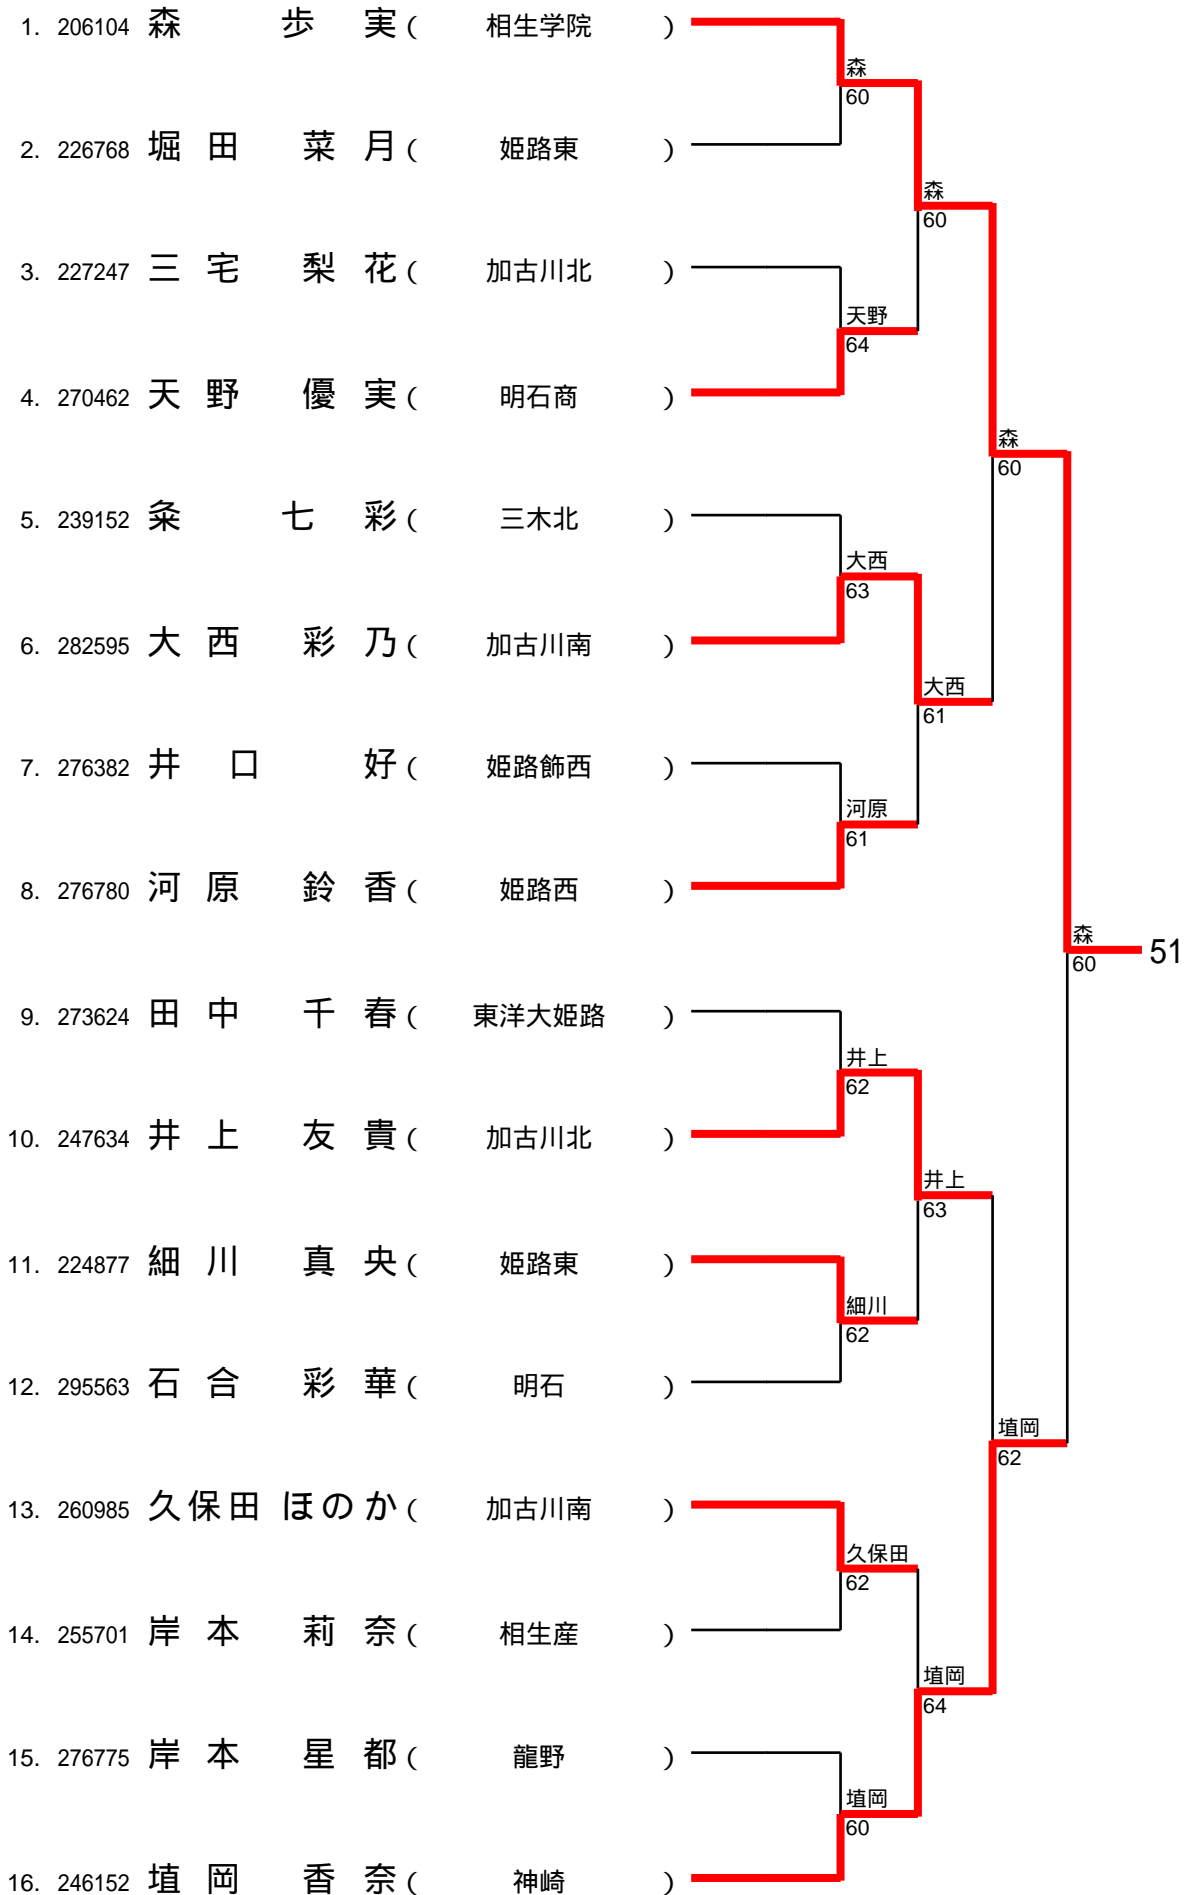 1. 206104 森 歩 実 ( 相生学院 )
森
60
2. 226768 堀 田 菜 月 ( 姫路東 )
森
60
3. 227247 三 宅 梨 花 ( 加古川北 )
天野
64
4. 270462 天 野 優 実 ( 明石商 )
森
60
5. 239152 粂 七 彩 ( 三木北 )
大西
63
6. 282595 大 西 彩 乃 ( 加古川南 )
大西
61
7. 276382 井 口 好 ( 姫路飾西 )
河原
61
8. 276780 河 原 鈴 香 ( 姫路西 )
森
60
51
9. 273624 田 中 千 春 ( 東洋大姫路 )
井上
62
10. 247634 井 上 友 貴 ( 加古川北 )
井上
63
11. 224877 細 川 真 央 ( 姫路東 )
細川
62
12. 295563 石 合 彩 華 ( 明石 )
埴岡
62
13. 260985 久保田 ほのか ( 加古川南 )
久保田
62
14. 255701 岸 本 莉 奈 ( 相生産 )
埴岡
64
15. 276775 岸 本 星 都 ( 龍野 )
埴岡
60
16. 246152 埴 岡 香 奈 ( 神崎 )